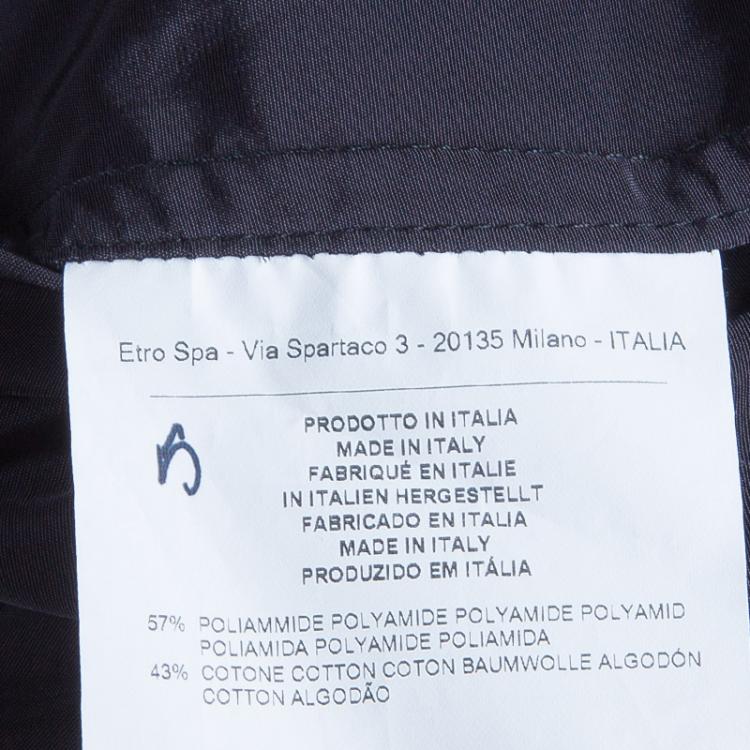 Etro Spa - Via Spartaco 3 - 20135 Milano - ITALIA
PRODOTTO IN ITALIA
MADE IN ITALY
FABRIQUÉ EN ITALIE
IN ITALIEN HERGESTELLT
FABRICADO EN ITALIA
MADE IN ITALY
PRODUZIDO EM ITÁLIA
57% POLIAMMIDE POLYAMIDE POLYAMIDE POLYAMID
POLIAMIDA POLYAMIDE POLIAMIDA
43% COTONE COTTON COTON BAUMWOLLE ALGODÓN
COTTON ALGODÃO